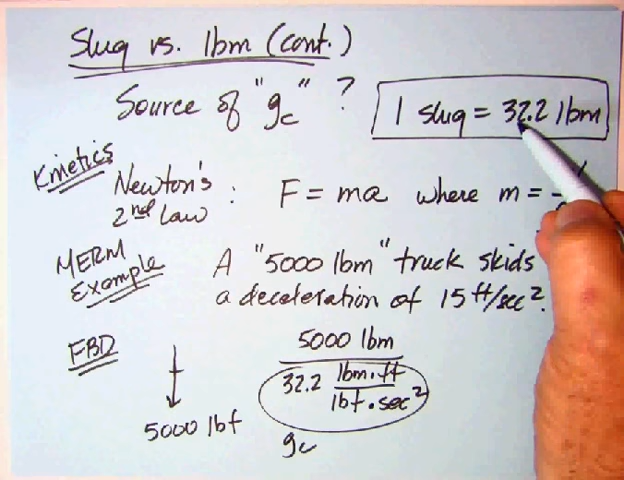 Slug vs. lbm (cont.)
Source of "gc" ?
1 slug = 32.2 lbm
Kinetics
Newton's
2nd Law : F = ma where m =
MERM
Example
A "5000 lbm" truck skids
a deceleration of 15 ft/sec².
FBD
5000 lbf
5000 lbm
32.2 lbm·ft
lbf·sec²
gc